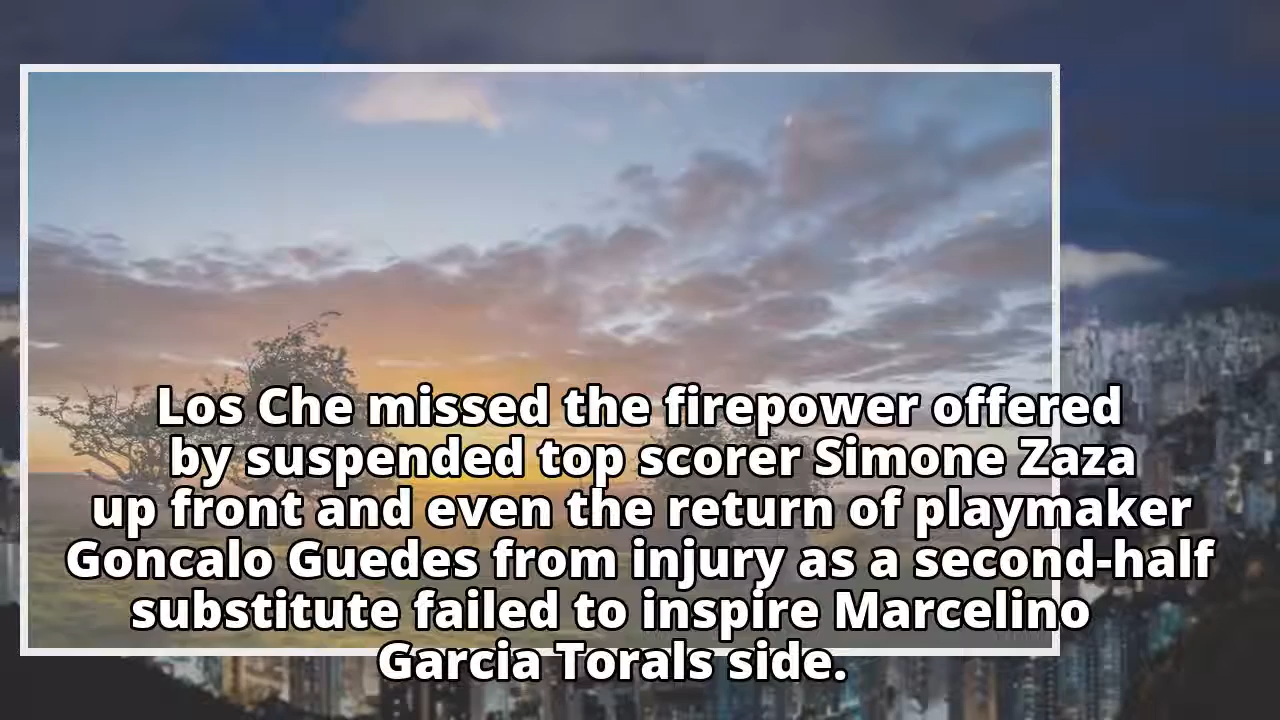 Los Che missed the firepower offered
by suspended top scorer Simone Zaza
up front and even the return of playmaker
Goncalo Guedes from injury as a second-half
substitute failed to inspire Marcelino
Garcia Torals side.